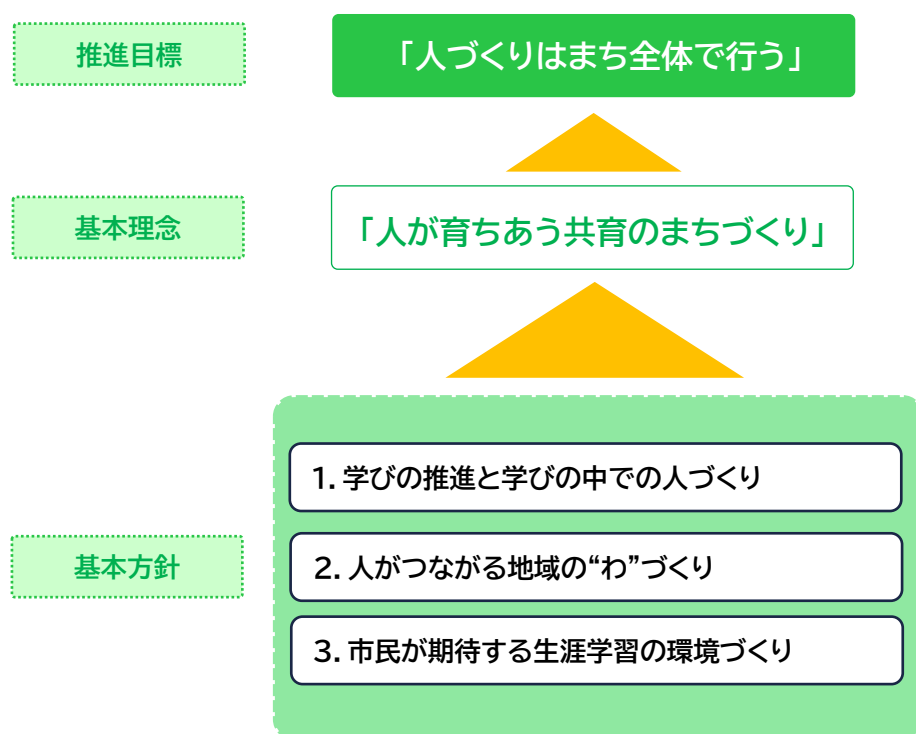 推進目標
「人づくりはまち全体で行う」
基本理念
「人が育ちあう共育のまちづくり」
基本方針
1. 学びの推進と学びの中での人づくり
2. 人がつながる地域の“わ”づくり
3. 市民が期待する生涯学習の環境づくり